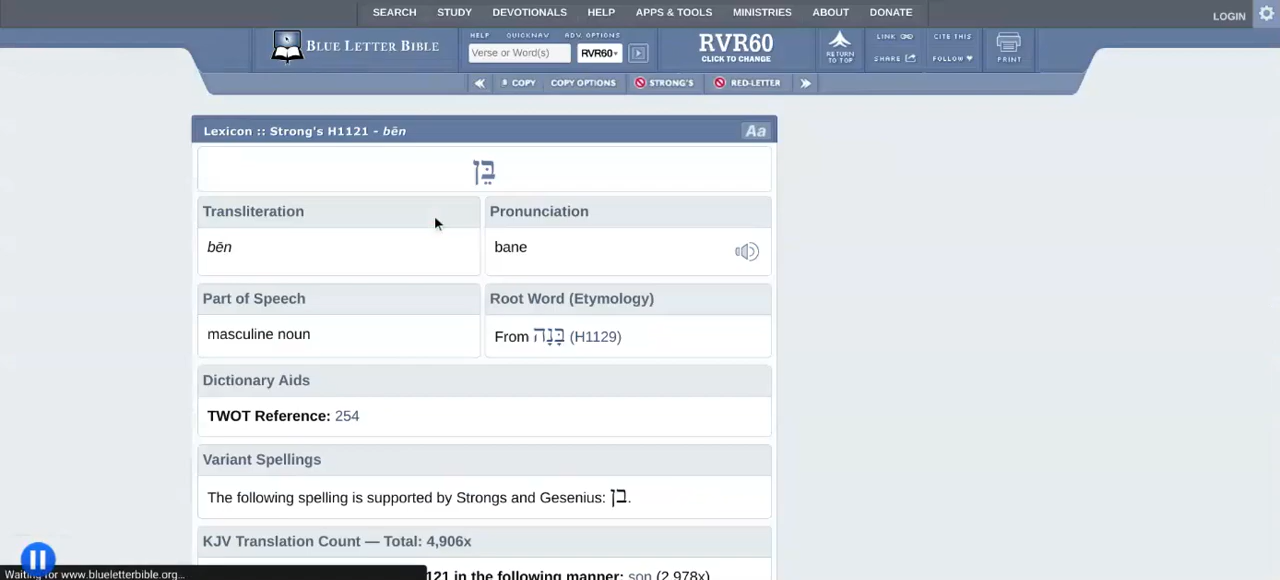 SEARCH STUDY DEVOTIONALS HELP APPS & TOOLS MINISTRIES ABOUT DONATE LOGIN
BLUE LETTER BIBLE
HELP QUICKNAV ADV. OPTIONS
Verse or Word(s) RVR60
RVR60
CLICK TO CHANGE
RETURN TO TOP
LINK CITE THIS
SHARE FOLLOW PRINT
COPY COPY OPTIONS STRONG'S RED-LETTER
Lexicon :: Strong's H1121 - bēn Aa
בֵּן
Transliteration Pronunciation
bēn bane
Part of Speech Root Word (Etymology)
masculine noun From בָּנָה (H1129)
Dictionary Aids
TWOT Reference: 254
Variant Spellings
The following spelling is supported by Strongs and Gesenius: בן.
KJV Translation Count — Total: 4,906x
121 in the following manner: son (2,978x)
Waiting for www.blueletterbible.org...